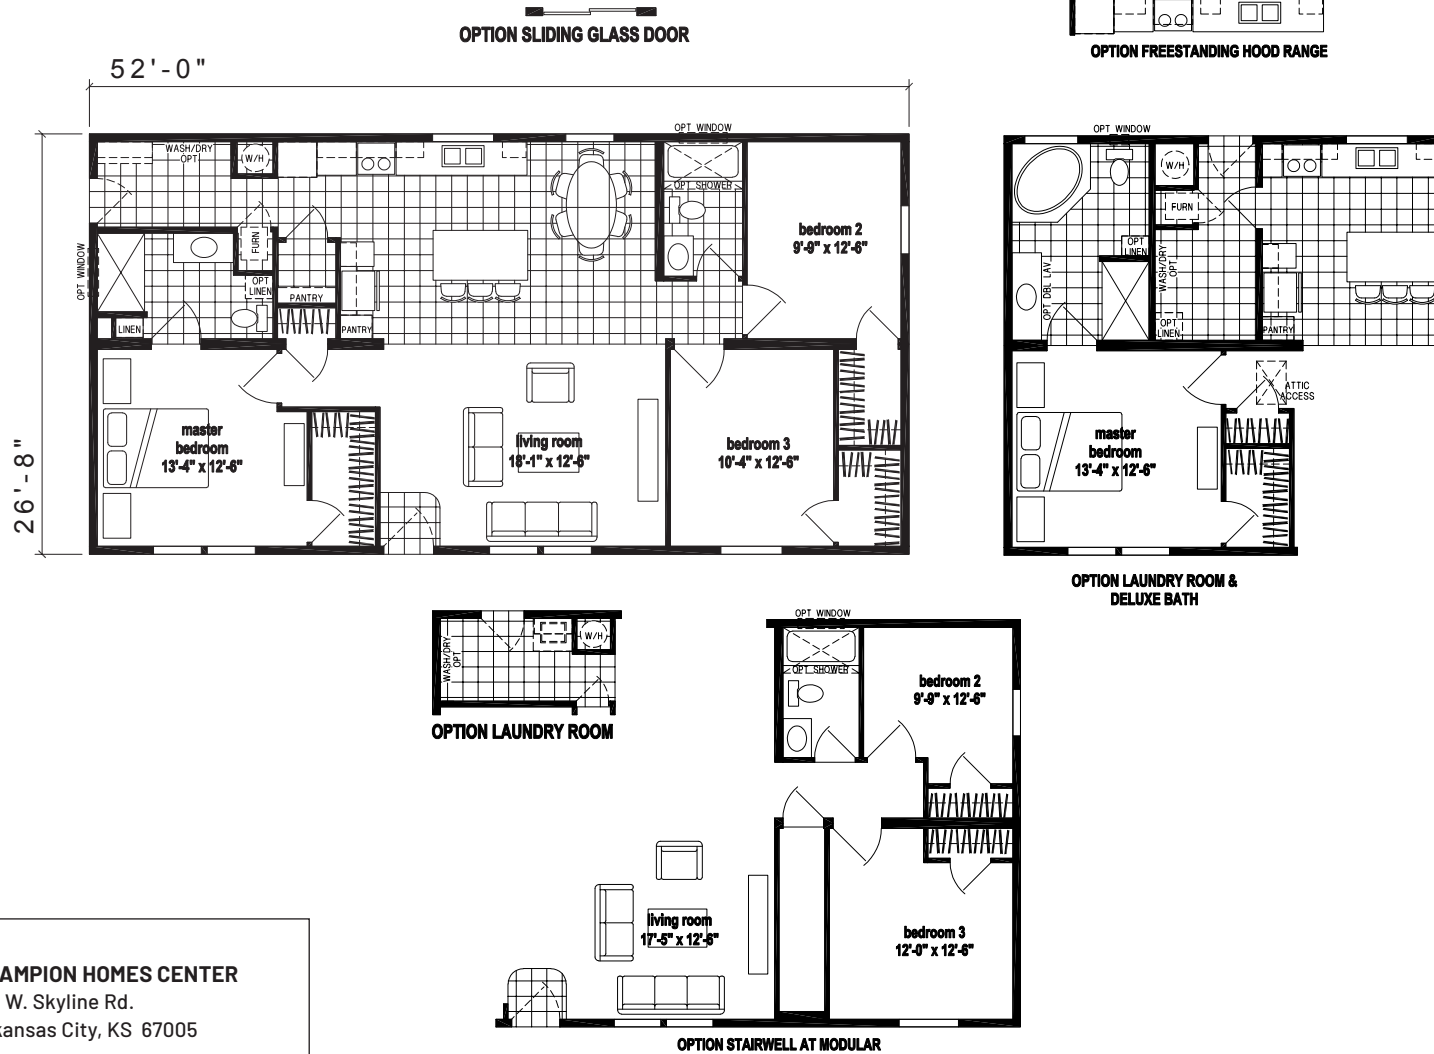 OPTION SLIDING GLASS DOOR
OPTION FREESTANDING HOOD RANGE
52'-0"
26'-8"
OPT WINDOW
WASH/DRY
OPT
W/H
OPT SHOWER
bedroom 2
9'-9" x 12'-6"
OPT WINDOW
FURN
OPT
LINEN
PANTRY
LINEN
PANTRY
master
bedroom
13'-4" x 12'-6"
living room
18'-1" x 12'-6"
bedroom 3
10'-4" x 12'-6"
OPT WINDOW
W/H
FURN
OPT
LINEN
WASH/DRY
OPT
OPT DBL LAV
OPT
LINEN
PANTRY
ATTIC
ACCESS
master
bedroom
13'-4" x 12'-6"
OPTION LAUNDRY ROOM &
DELUXE BATH
WASH/DRY
OPT
W/H
OPTION LAUNDRY ROOM
OPT WINDOW
OPT SHOWER
bedroom 2
9'-9" x 12'-6"
living room
17'-5" x 12'-6"
bedroom 3
12'-0" x 12'-6"
OPTION STAIRWELL AT MODULAR
AMPION HOMES CENTER
W. Skyline Rd.
kansas City, KS 67005